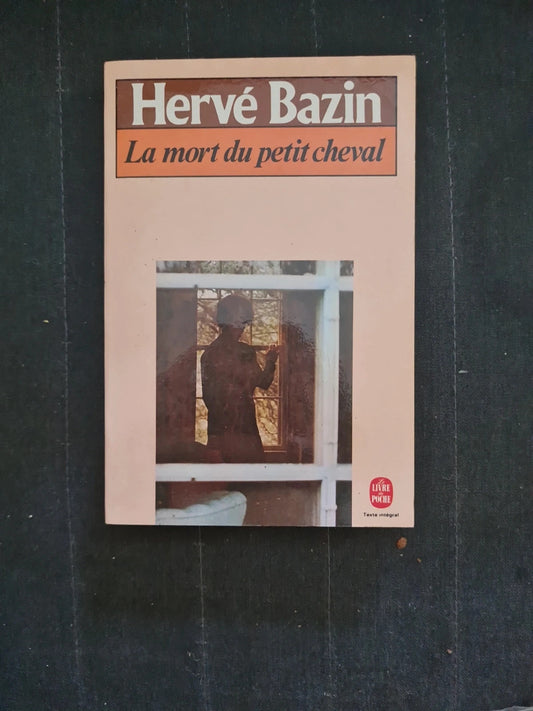 Hervé Bazin
La mort du petit cheval
Le
LIVRE
de
POCHE
Texte intégral